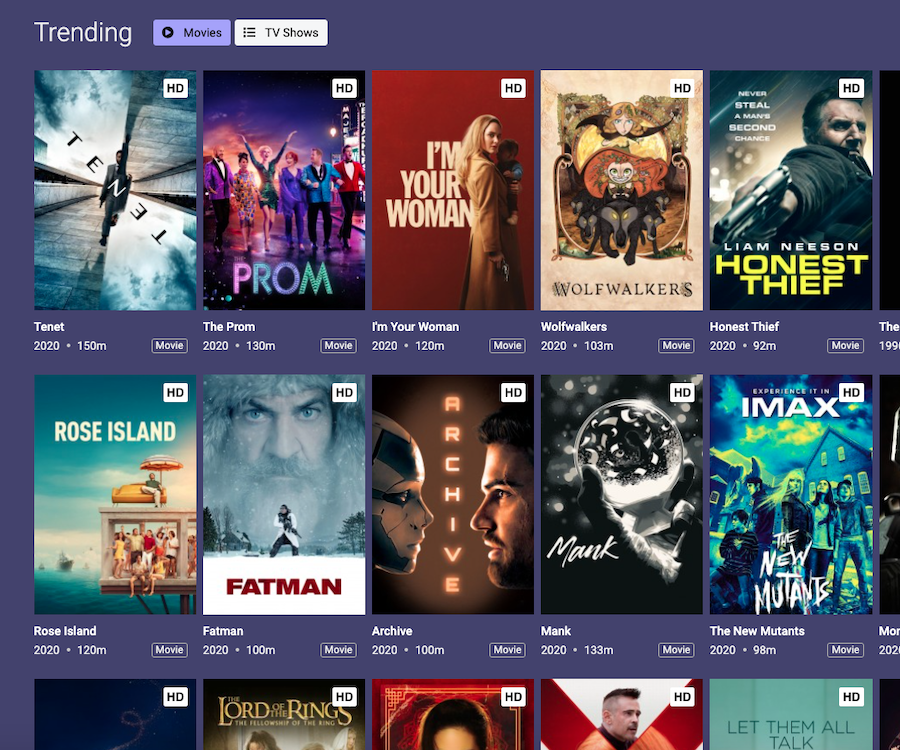 Trending
Movies
TV Shows
HD
HD
HD
HD
HD
TENET
PROM
I'M
YOUR
WOMAN
WOLFWALKERS
NEVER
STEAL
A MAN'S
SECOND
CHANCE
LIAM NEESON
HONEST
THIEF
Tenet
The Prom
I'm Your Woman
Wolfwalkers
Honest Thief
The
2020 • 150m Movie
2020 • 130m Movie
2020 • 120m Movie
2020 • 103m Movie
2020 • 92m Movie
1990
HD
HD
HD
HD
HD
ROSE ISLAND
FATMAN
ARCHIVE
Mank
EXPERIENCE IT IN
IMAX
THE
NEW
MUTANTS
Rose Island
Fatman
Archive
Mank
The New Mutants
Mor
2020 • 120m Movie
2020 • 100m Movie
2020 • 100m Movie
2020 • 133m Movie
2020 • 98m Movie
2020
HD
HD
HD
HD
HD
THE
LORD OF THE RINGS
THE FELLOWSHIP OF THE RING
LET THEM ALL
TALK